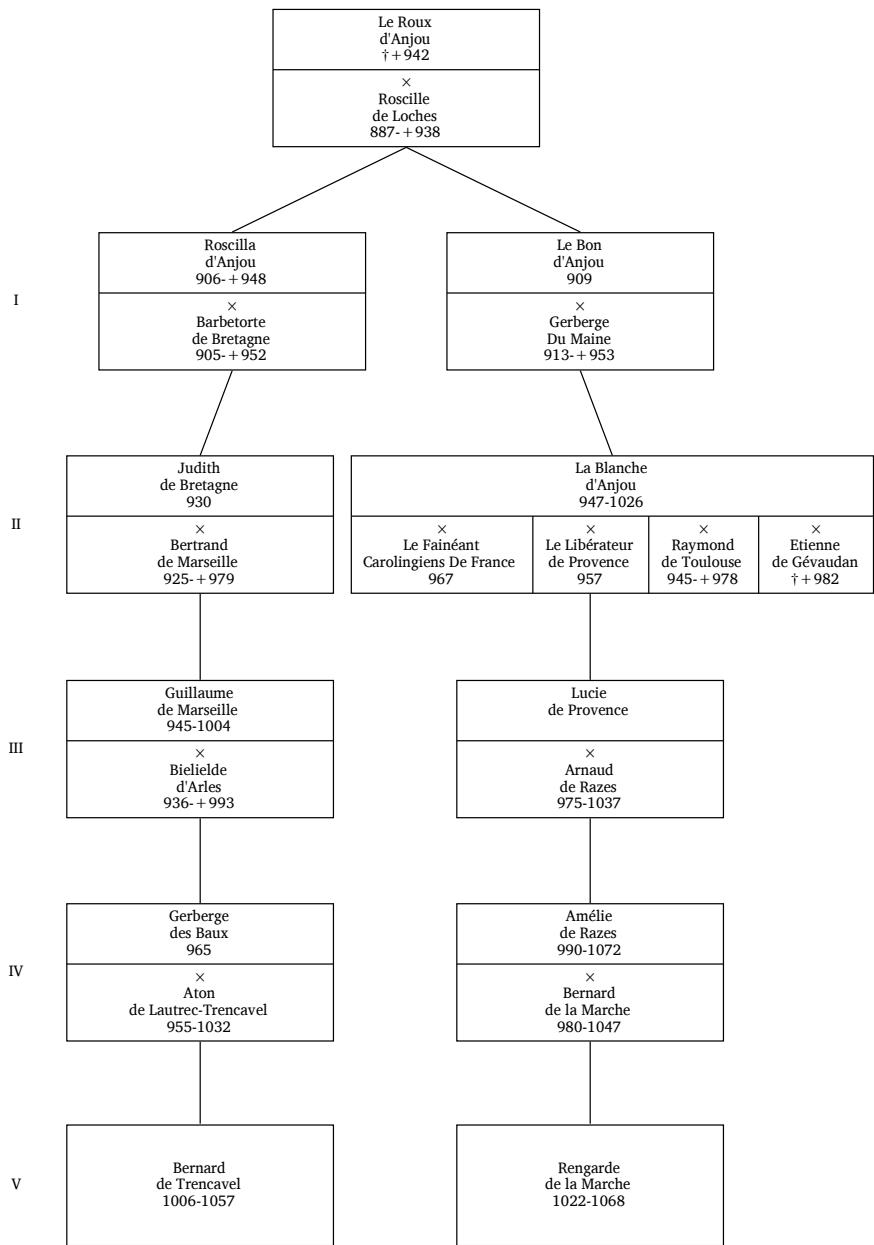 Le Roux
d'Anjou
†+942
×
Roscille
de Loches
887-+938
I
Roscilla
d'Anjou
906-+948
×
Barbetorte
de Bretagne
905-+952
Le Bon
d'Anjou
909
×
Gerberge
Du Maine
913-+953
II
Judith
de Bretagne
930
×
Bertrand
de Marseille
925-+979
La Blanche
d'Anjou
947-1026
×
Le Fainéant
Carolingiens De France
967
×
Le Libérateur
de Provence
957
×
Raymond
de Toulouse
945-+978
×
Etienne
de Gévaudan
†+982
III
Guillaume
de Marseille
945-1004
×
Bielielde
d'Arles
936-+993
Lucie
de Provence
×
Arnaud
de Razes
975-1037
IV
Gerberge
des Baux
965
×
Aton
de Lautrec-Trencavel
955-1032
Amélie
de Razes
990-1072
×
Bernard
de la Marche
980-1047
V
Bernard
de Trencavel
1006-1057
Rengarde
de la Marche
1022-1068